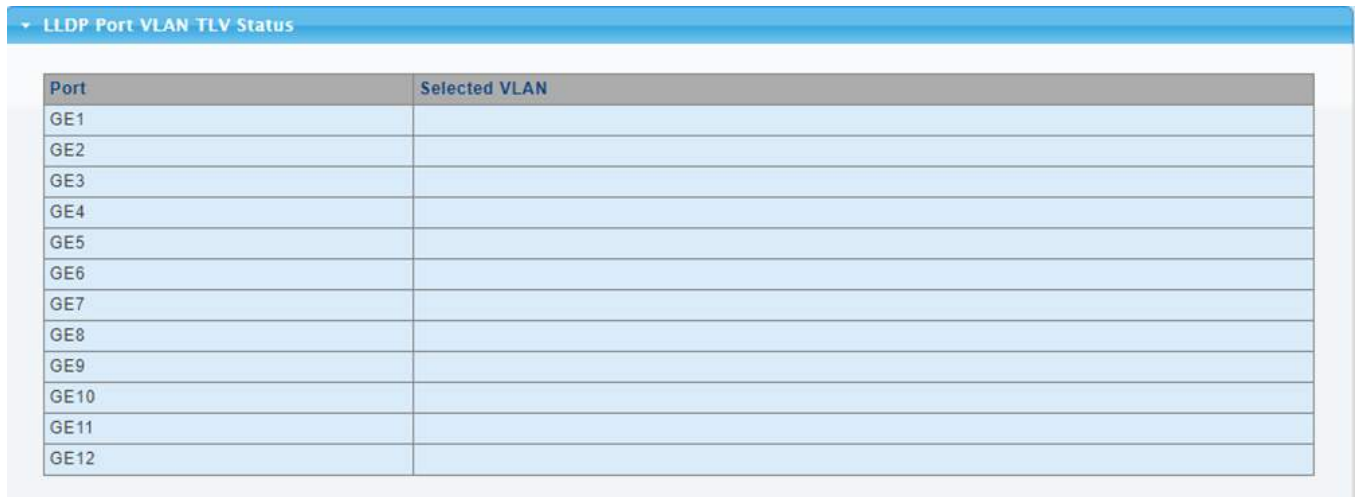 LLDP Port VLAN TLV Status
Port Selected VLAN
GE1
GE2
GE3
GE4
GE5
GE6
GE7
GE8
GE9
GE10
GE11
GE12